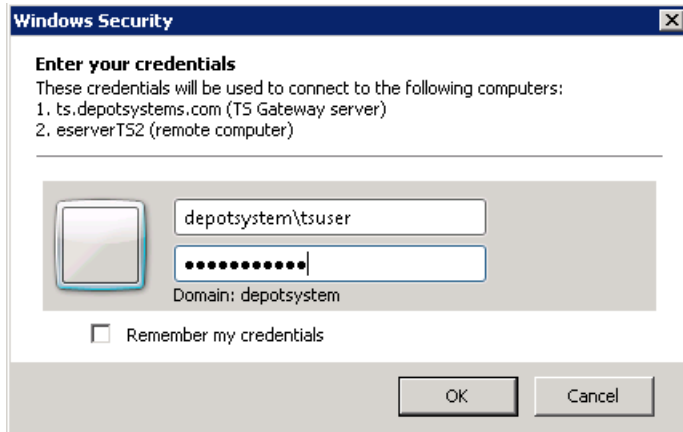 Windows Security
Enter your credentials
These credentials will be used to connect to the following computers:
1. ts.depotsystems.com (TS Gateway server)
2. eserverTS2 (remote computer)
depotsystem\tsuser
●●●●●●●●●●●
Domain: depotsystem
Remember my credentials
OK
Cancel